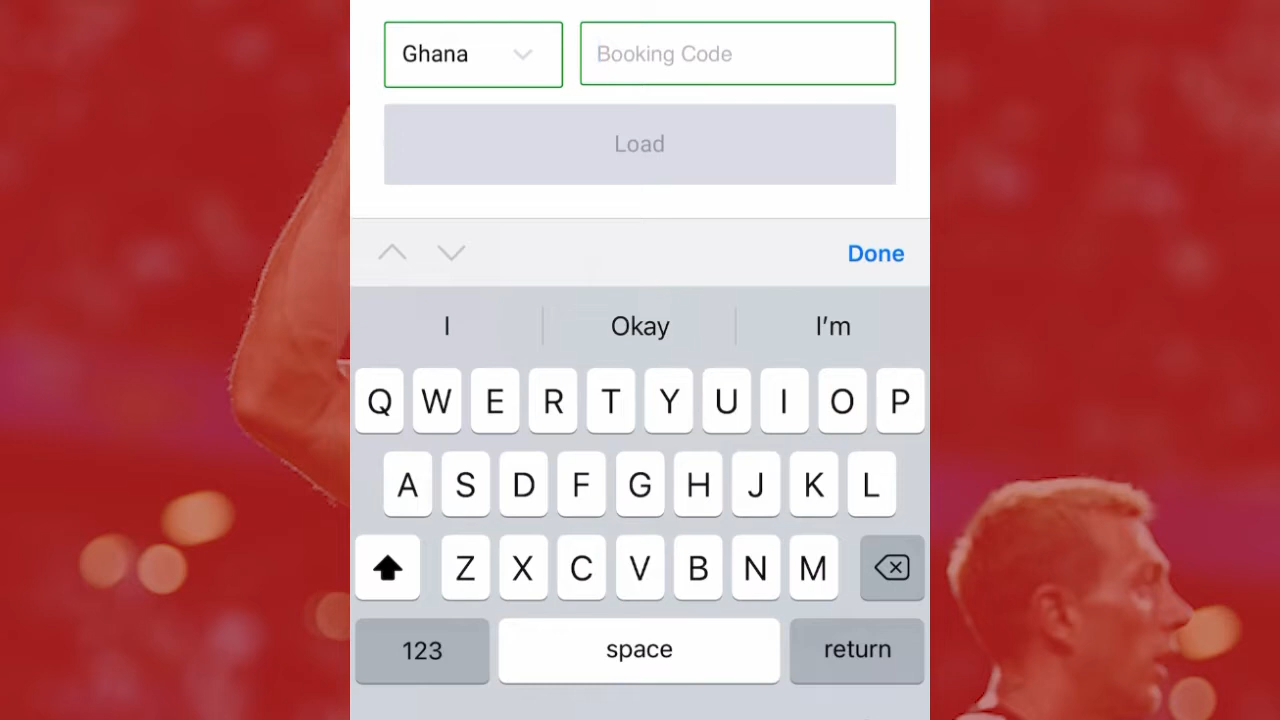 Ghana Booking Code
Load
Done
I Okay I’m
Q W E R T Y U I O P
A S D F G H J K L
Z X C V B N M
123 space return